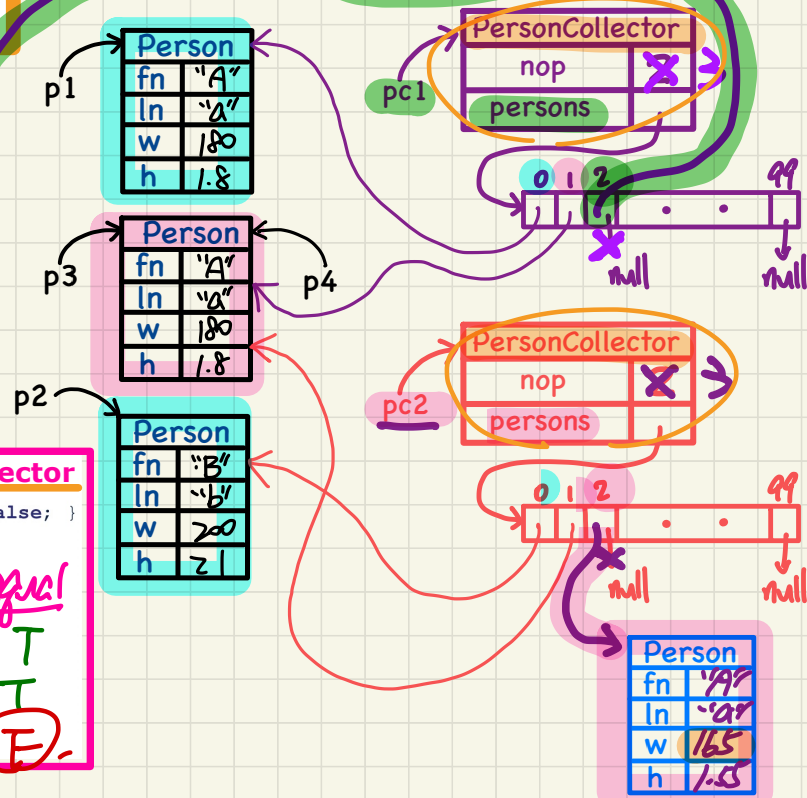 Person
p1
fn "A"
ln "a"
w 180
h 1.8
PersonCollector
pc1
nop
persons
0 1 2 99
null null
Person
p3
p4
fn "A"
ln "a"
w 180
h 1.8
p2
Person
fn "B"
ln "b"
w 200
h 2.1
PersonCollector
pc2
nop
persons
0 1 2 99
null null
ector
alse; }
qual
T
T
F.
Person
fn "A"
ln "a"
w 165
h 1.55